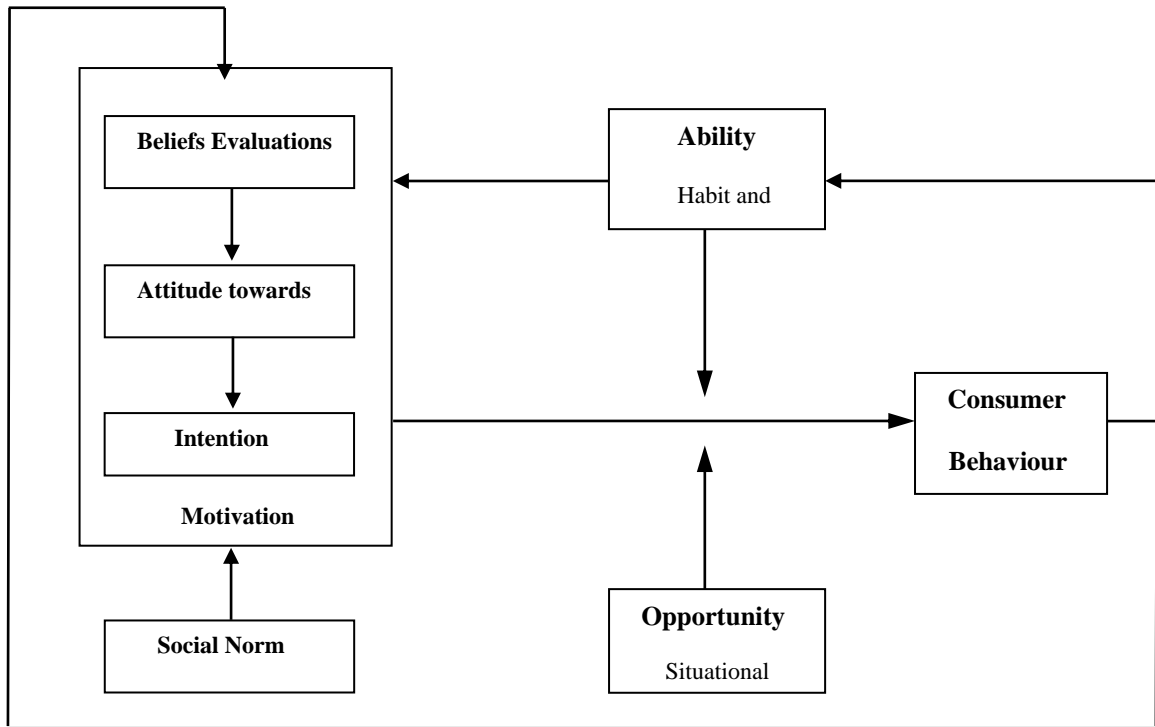 Beliefs Evaluations
Attitude towards
Intention
Motivation
Social Norm
Ability
Habit and
Opportunity
Situational
Consumer
Behaviour